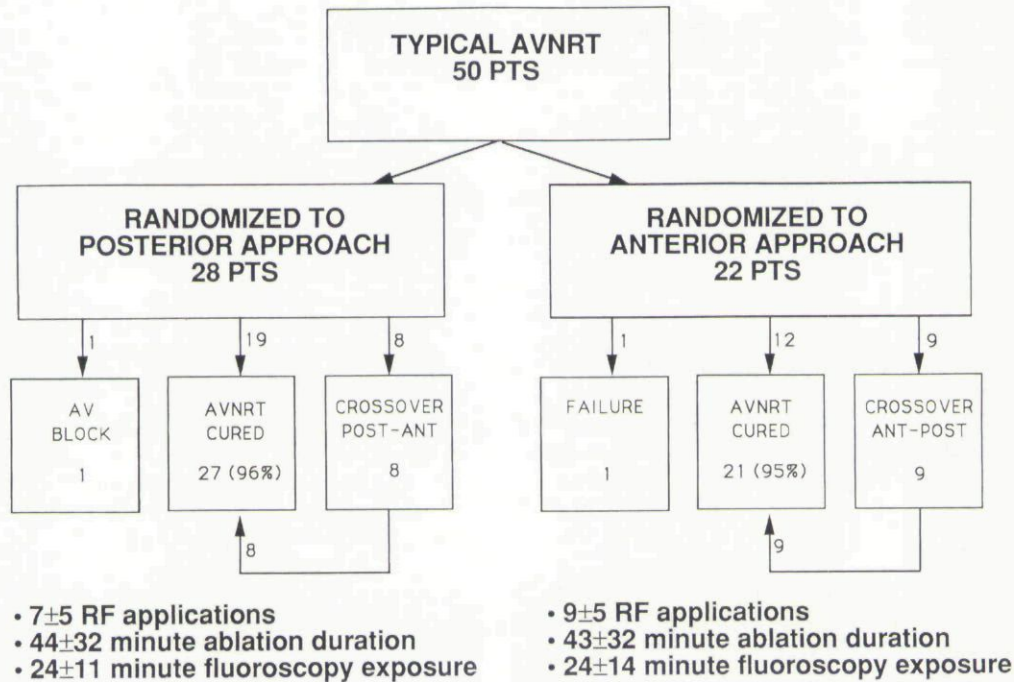 TYPICAL AVNRT
50 PTS
RANDOMIZED TO
POSTERIOR APPROACH
28 PTS
RANDOMIZED TO
ANTERIOR APPROACH
22 PTS
1
19
8
1
12
9
AV
BLOCK
1
AVNRT
CURED
27 (96%)
CROSSOVER
POST-ANT
8
FAILURE
1
AVNRT
CURED
21 (95%)
CROSSOVER
ANT-POST
9
8
9
• 7±5 RF applications
• 44±32 minute ablation duration
• 24±11 minute fluoroscopy exposure
• 9±5 RF applications
• 43±32 minute ablation duration
• 24±14 minute fluoroscopy exposure